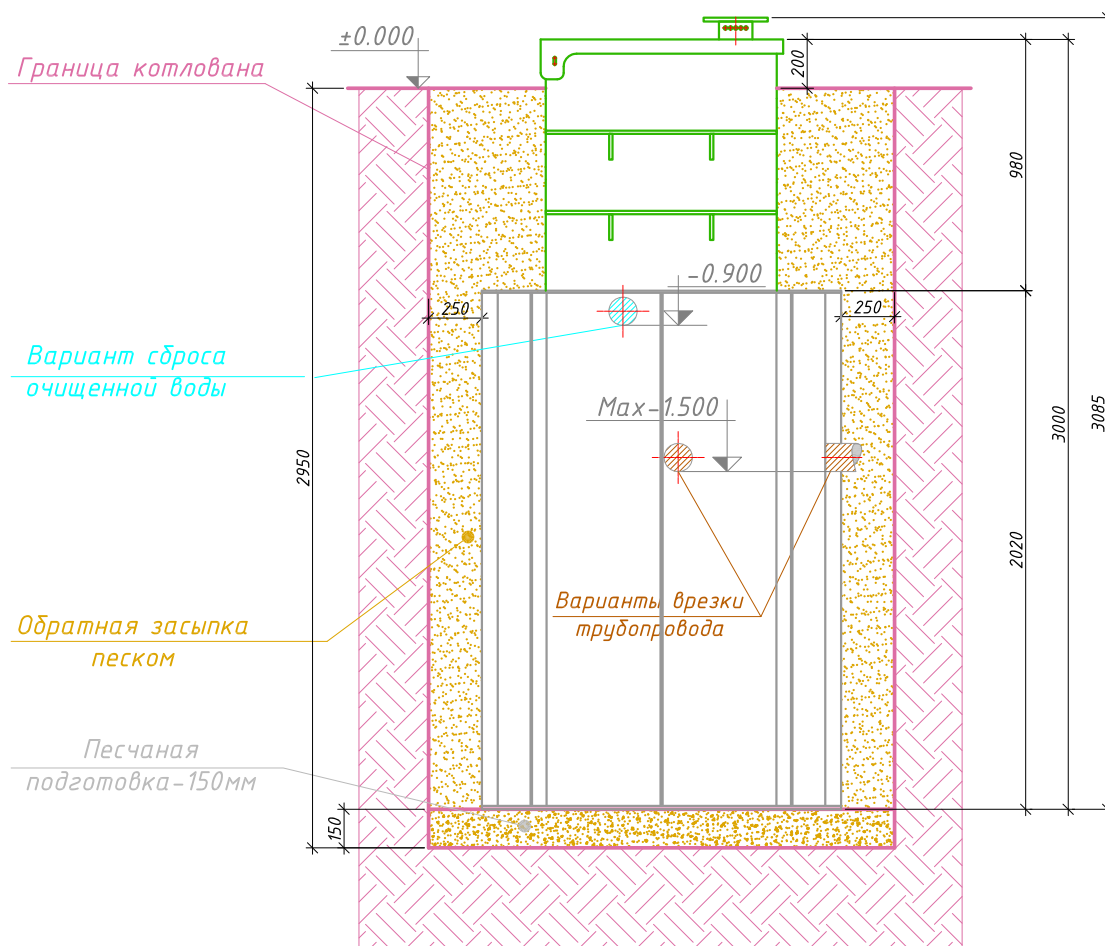 ±0.000
Граница котлована
200
980
-0.900
250
250
Вариант сброса
очищенной воды
Max-1.500
3085
3000
2950
2020
Варианты врезки
трубопровода
Обратная засыпка
песком
Песчаная
подготовка-150мм
150